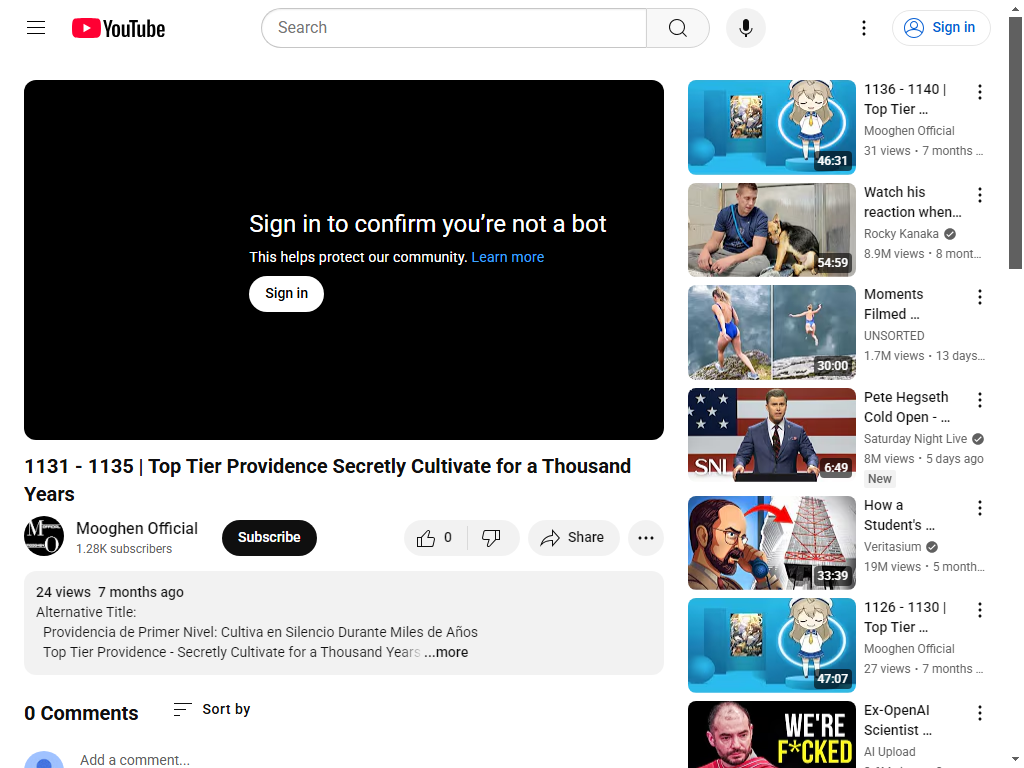 YouTube
Search
Sign in
Sign in to confirm you’re not a bot
This helps protect our community. Learn more
Sign in
1131 - 1135 | Top Tier Providence Secretly Cultivate for a Thousand
Years
Mooghen Official
1.28K subscribers
Subscribe
0
Share
24 views 7 months ago
Alternative Title:
Providencia de Primer Nivel: Cultiva en Silencio Durante Miles de Años
Top Tier Providence - Secretly Cultivate for a Thousand Years ...more
0 Comments
Sort by
Add a comment...
46:31
1136 - 1140 |
Top Tier ...
Mooghen Official
31 views • 7 months ...
54:59
Watch his
reaction when...
Rocky Kanaka
8.9M views • 8 mont...
30:00
Moments
Filmed ...
UNSORTED
1.7M views • 13 days...
SNL
6:49
Pete Hegseth
Cold Open - ...
Saturday Night Live
8M views • 5 days ago
New
33:39
How a
Student's ...
Veritasium
19M views • 5 month...
47:07
1126 - 1130 |
Top Tier ...
Mooghen Official
27 views • 7 months ...
WE'RE
F*CKED
Ex-OpenAI
Scientist ...
AI Upload